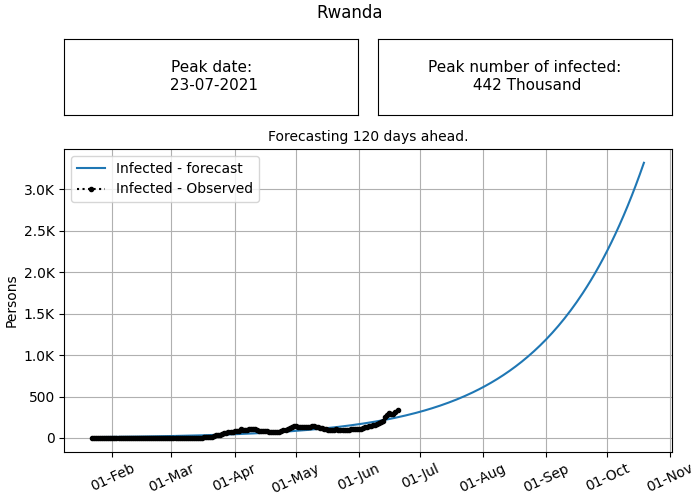 Rwanda
Peak date:
23-07-2021
Peak number of infected:
442 Thousand
Forecasting 120 days ahead.
Infected - forecast
Infected - Observed
Persons
3.0K
2.5K
2.0K
1.5K
1.0K
500
0
01-Feb
01-Mar
01-Apr
01-May
01-Jun
01-Jul
01-Aug
01-Sep
01-Oct
01-Nov